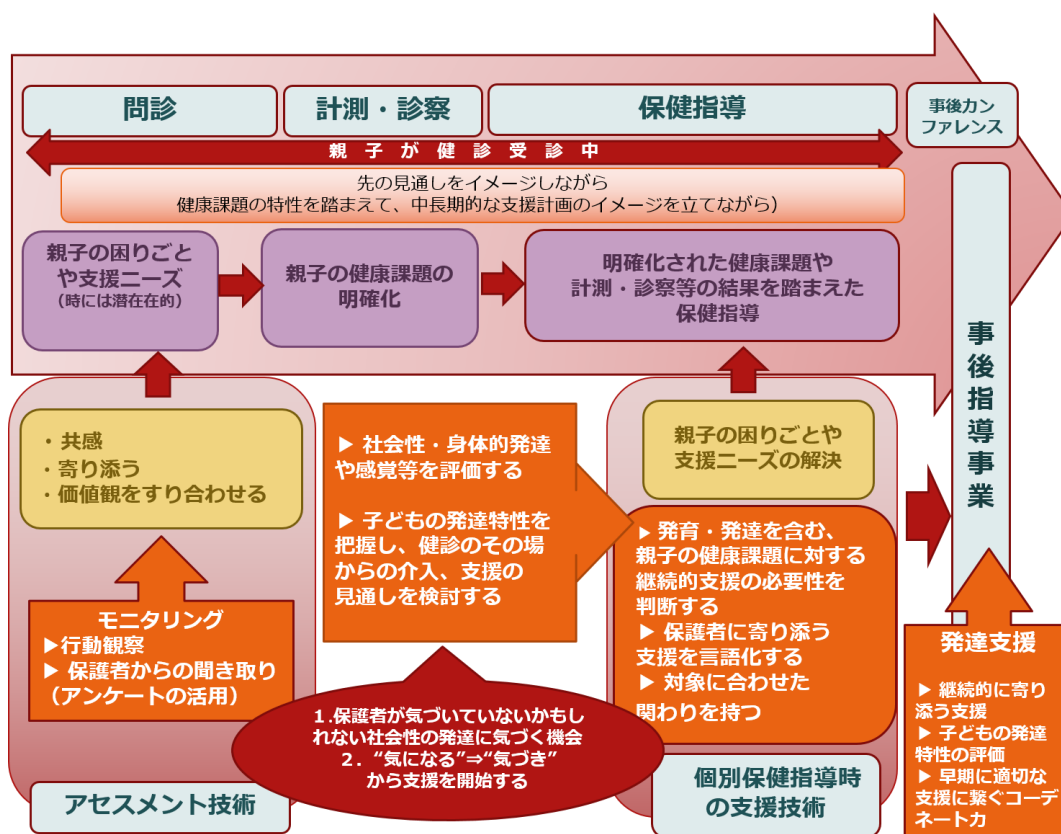 問診
計測・診察
保健指導
事後カン
ファレンス
親子が健診受診中
先の見通しをイメージしながら
健康課題の特性を踏まえて、中長期的な支援計画のイメージを立てながら)
親子の困りごと
や支援ニーズ
(時には潜在在的)
親子の健康課題の
明確化
明確化された健康課題や
計測・診察等の結果を踏まえた
保健指導
事後指導事業
・共感
・寄り添う
・価値観をすり合わせる
▶ 社会性・身体的発達
や感覚等を評価する
▶ 子どもの発達特性を
把握し、健診のその場
からの介入、支援の
見通しを検討する
親子の困りごとや
支援ニーズの解決
▶ 発育・発達を含む、
親子の健康課題に対する
継続的支援の必要性を
判断する
▶ 保護者に寄り添う
支援を言語化する
▶ 対象に合わせた
関わりを持つ
モニタリング
▶行動観察
▶ 保護者からの聞き取り
(アンケートの活用)
1.保護者が気づいていないかもし
れない社会性の発達に気づく機会
2．“気になる”⇒“気づき”
から支援を開始する
発達支援
▶ 継続的に寄り
添う支援
▶ 子どもの発達
特性の評価
▶ 早期に適切な
支援に繋ぐコーデ
ネート力
アセスメント技術
個別保健指導時
の支援技術